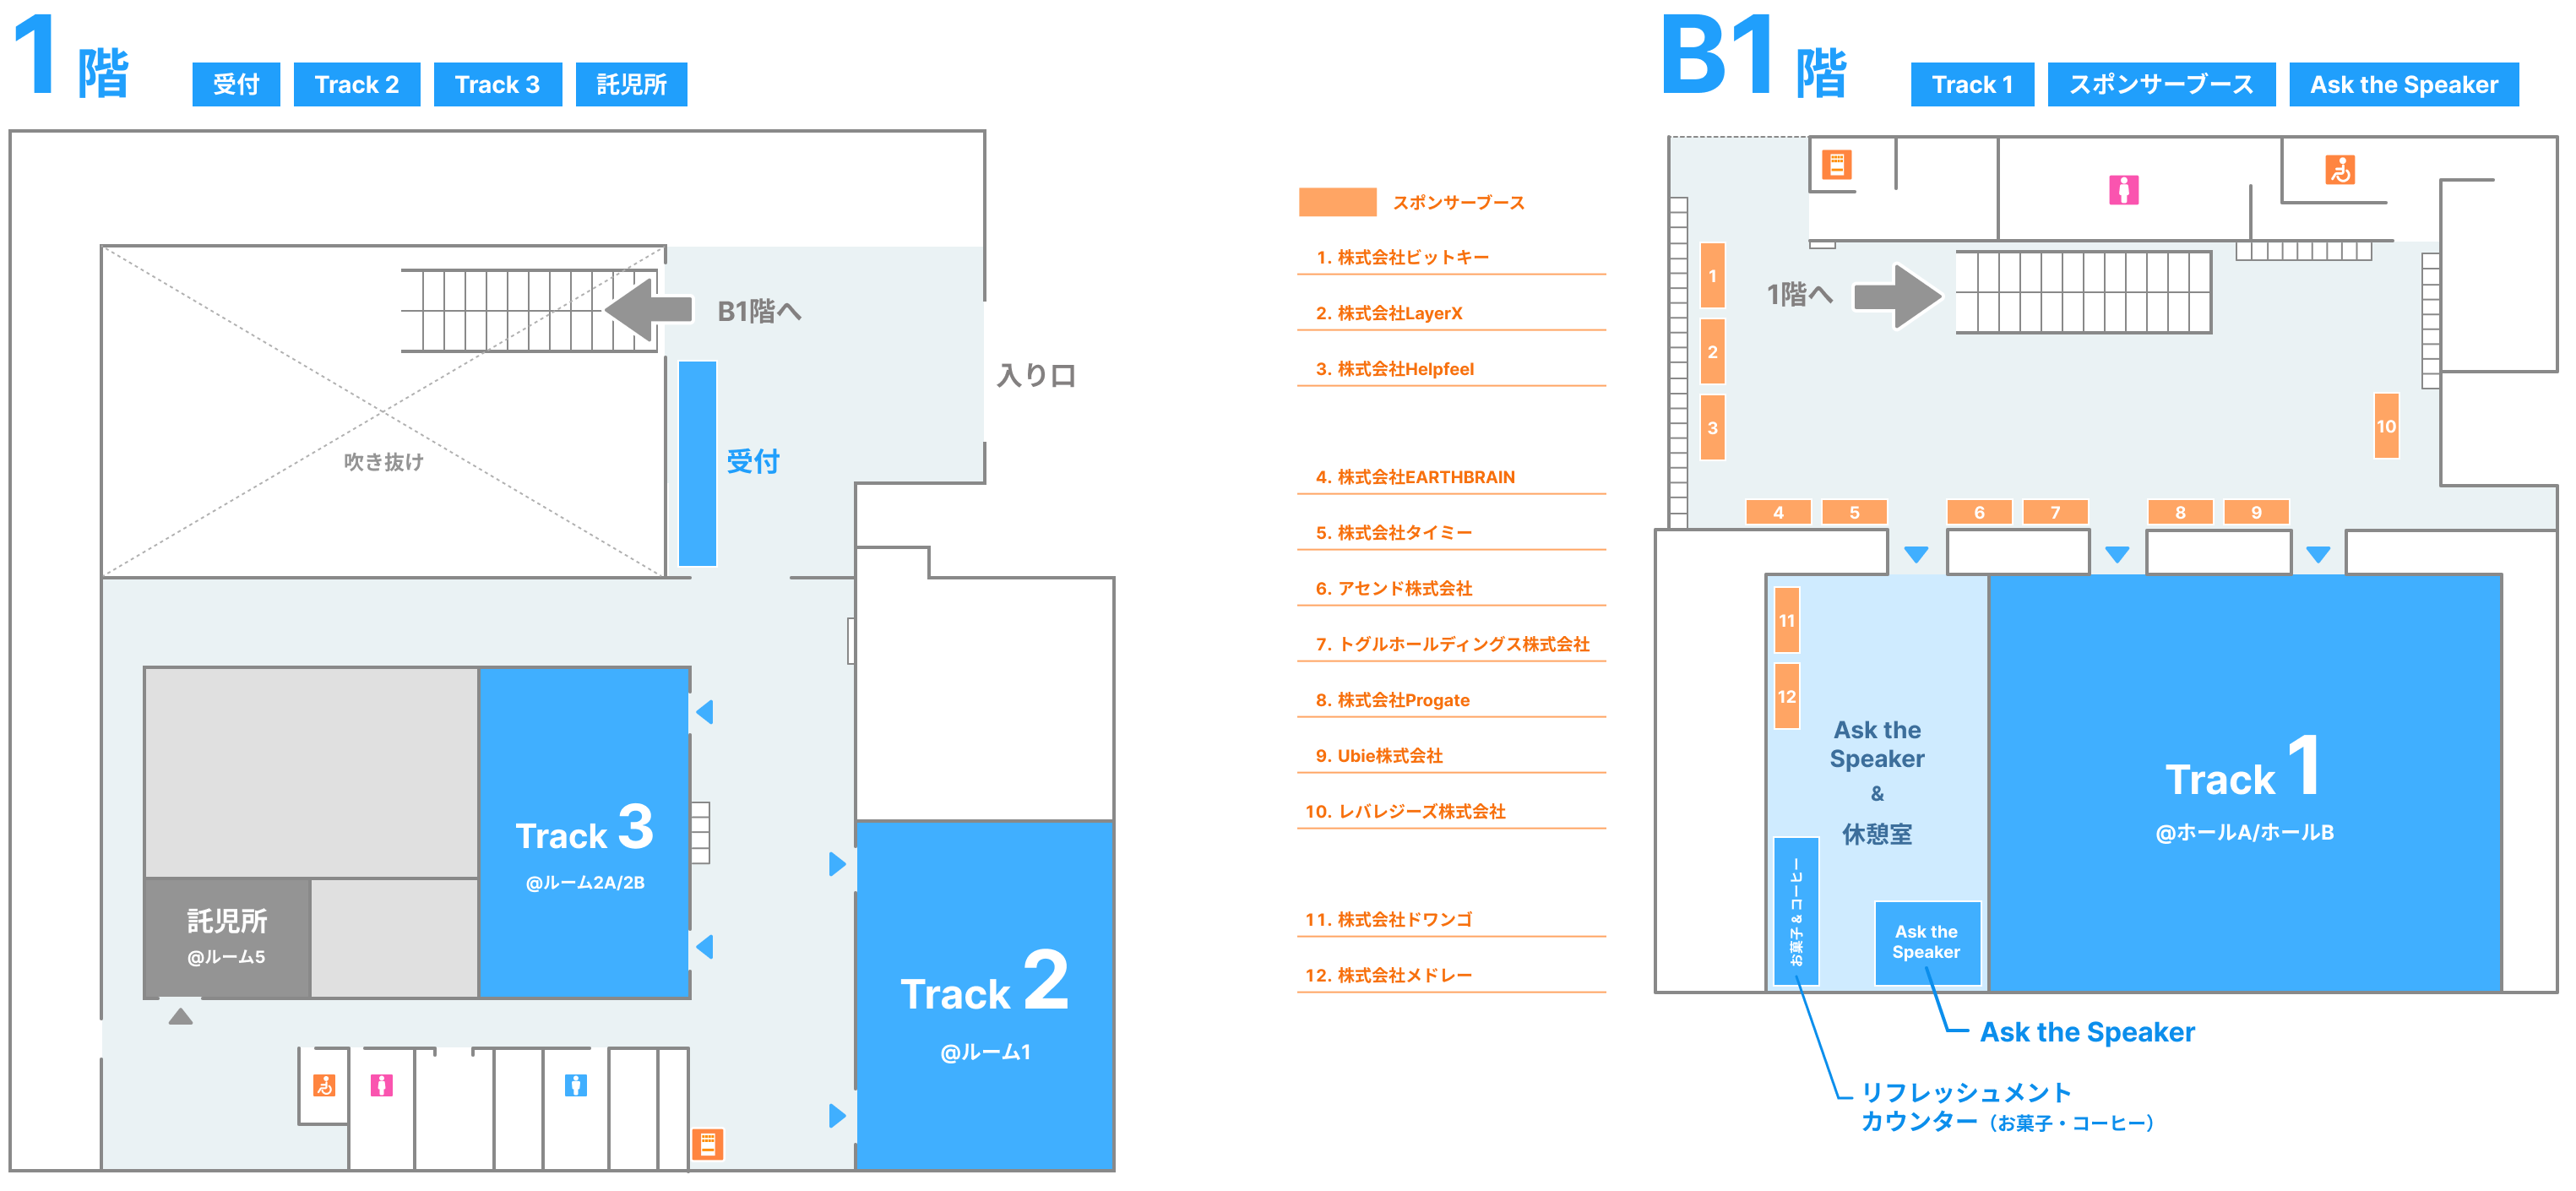 1階
受付
Track 2
Track 3
託児所
B1階へ
入り口
受付
吹き抜け
Track 3
@ルーム2A/2B
託児所
@ルーム5
Track 2
@ルーム1
スポンサーブース
1. 株式会社ビットキー
2. 株式会社LayerX
3. 株式会社Helpfeel
4. 株式会社EARTHBRAIN
5. 株式会社タイミー
6. アセンド株式会社
7. トグルホールディングス株式会社
8. 株式会社Progate
9. Ubie株式会社
10. レバレジーズ株式会社
11. 株式会社ドワンゴ
12. 株式会社メドレー
B1階
Track 1
スポンサーブース
Ask the Speaker
1階へ
1
2
3
10
4
5
6
7
8
9
11
12
Ask the
Speaker
&
休憩室
Track 1
@ホールA/ホールB
お菓子 & コーヒー
Ask the
Speaker
Ask the Speaker
リフレッシュメント
カウンター（お菓子・コーヒー）